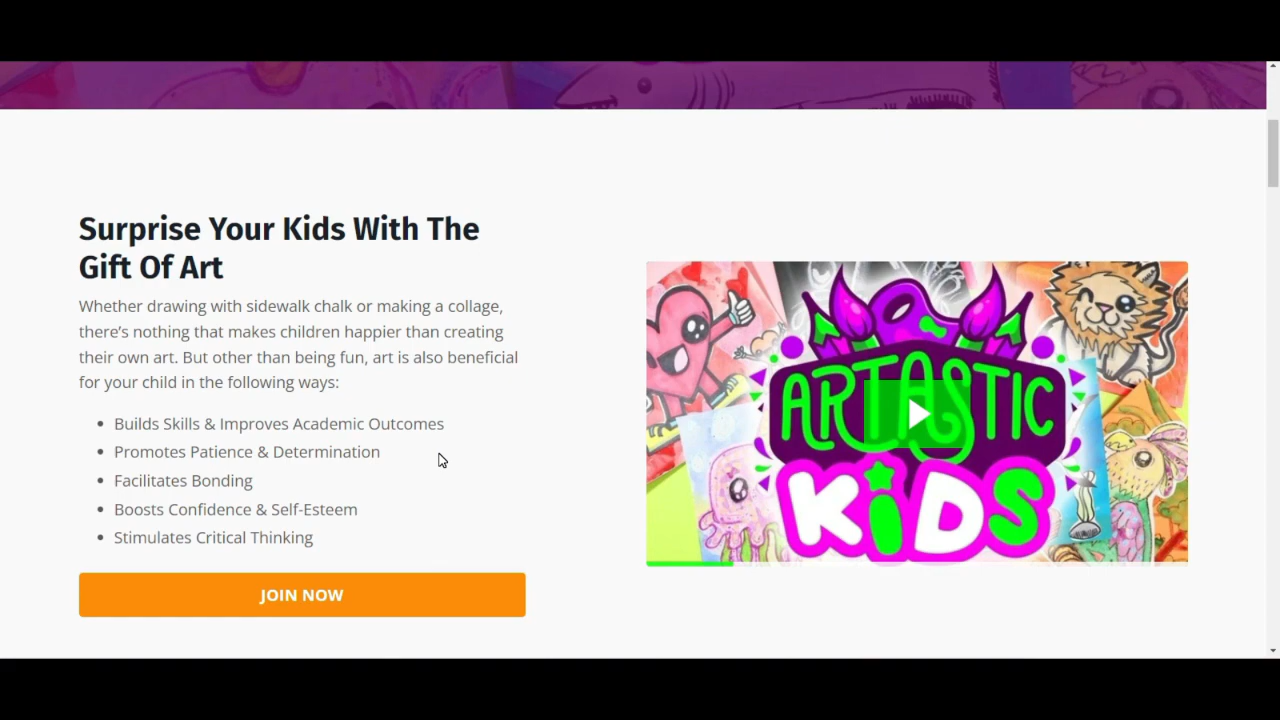 Surprise Your Kids With The
Gift Of Art
Whether drawing with sidewalk chalk or making a collage,
there's nothing that makes children happier than creating
their own art. But other than being fun, art is also beneficial
for your child in the following ways:
Builds Skills & Improves Academic Outcomes
Promotes Patience & Determination
Facilitates Bonding
Boosts Confidence & Self-Esteem
Stimulates Critical Thinking
JOIN NOW
ARTASTIC
KiDS